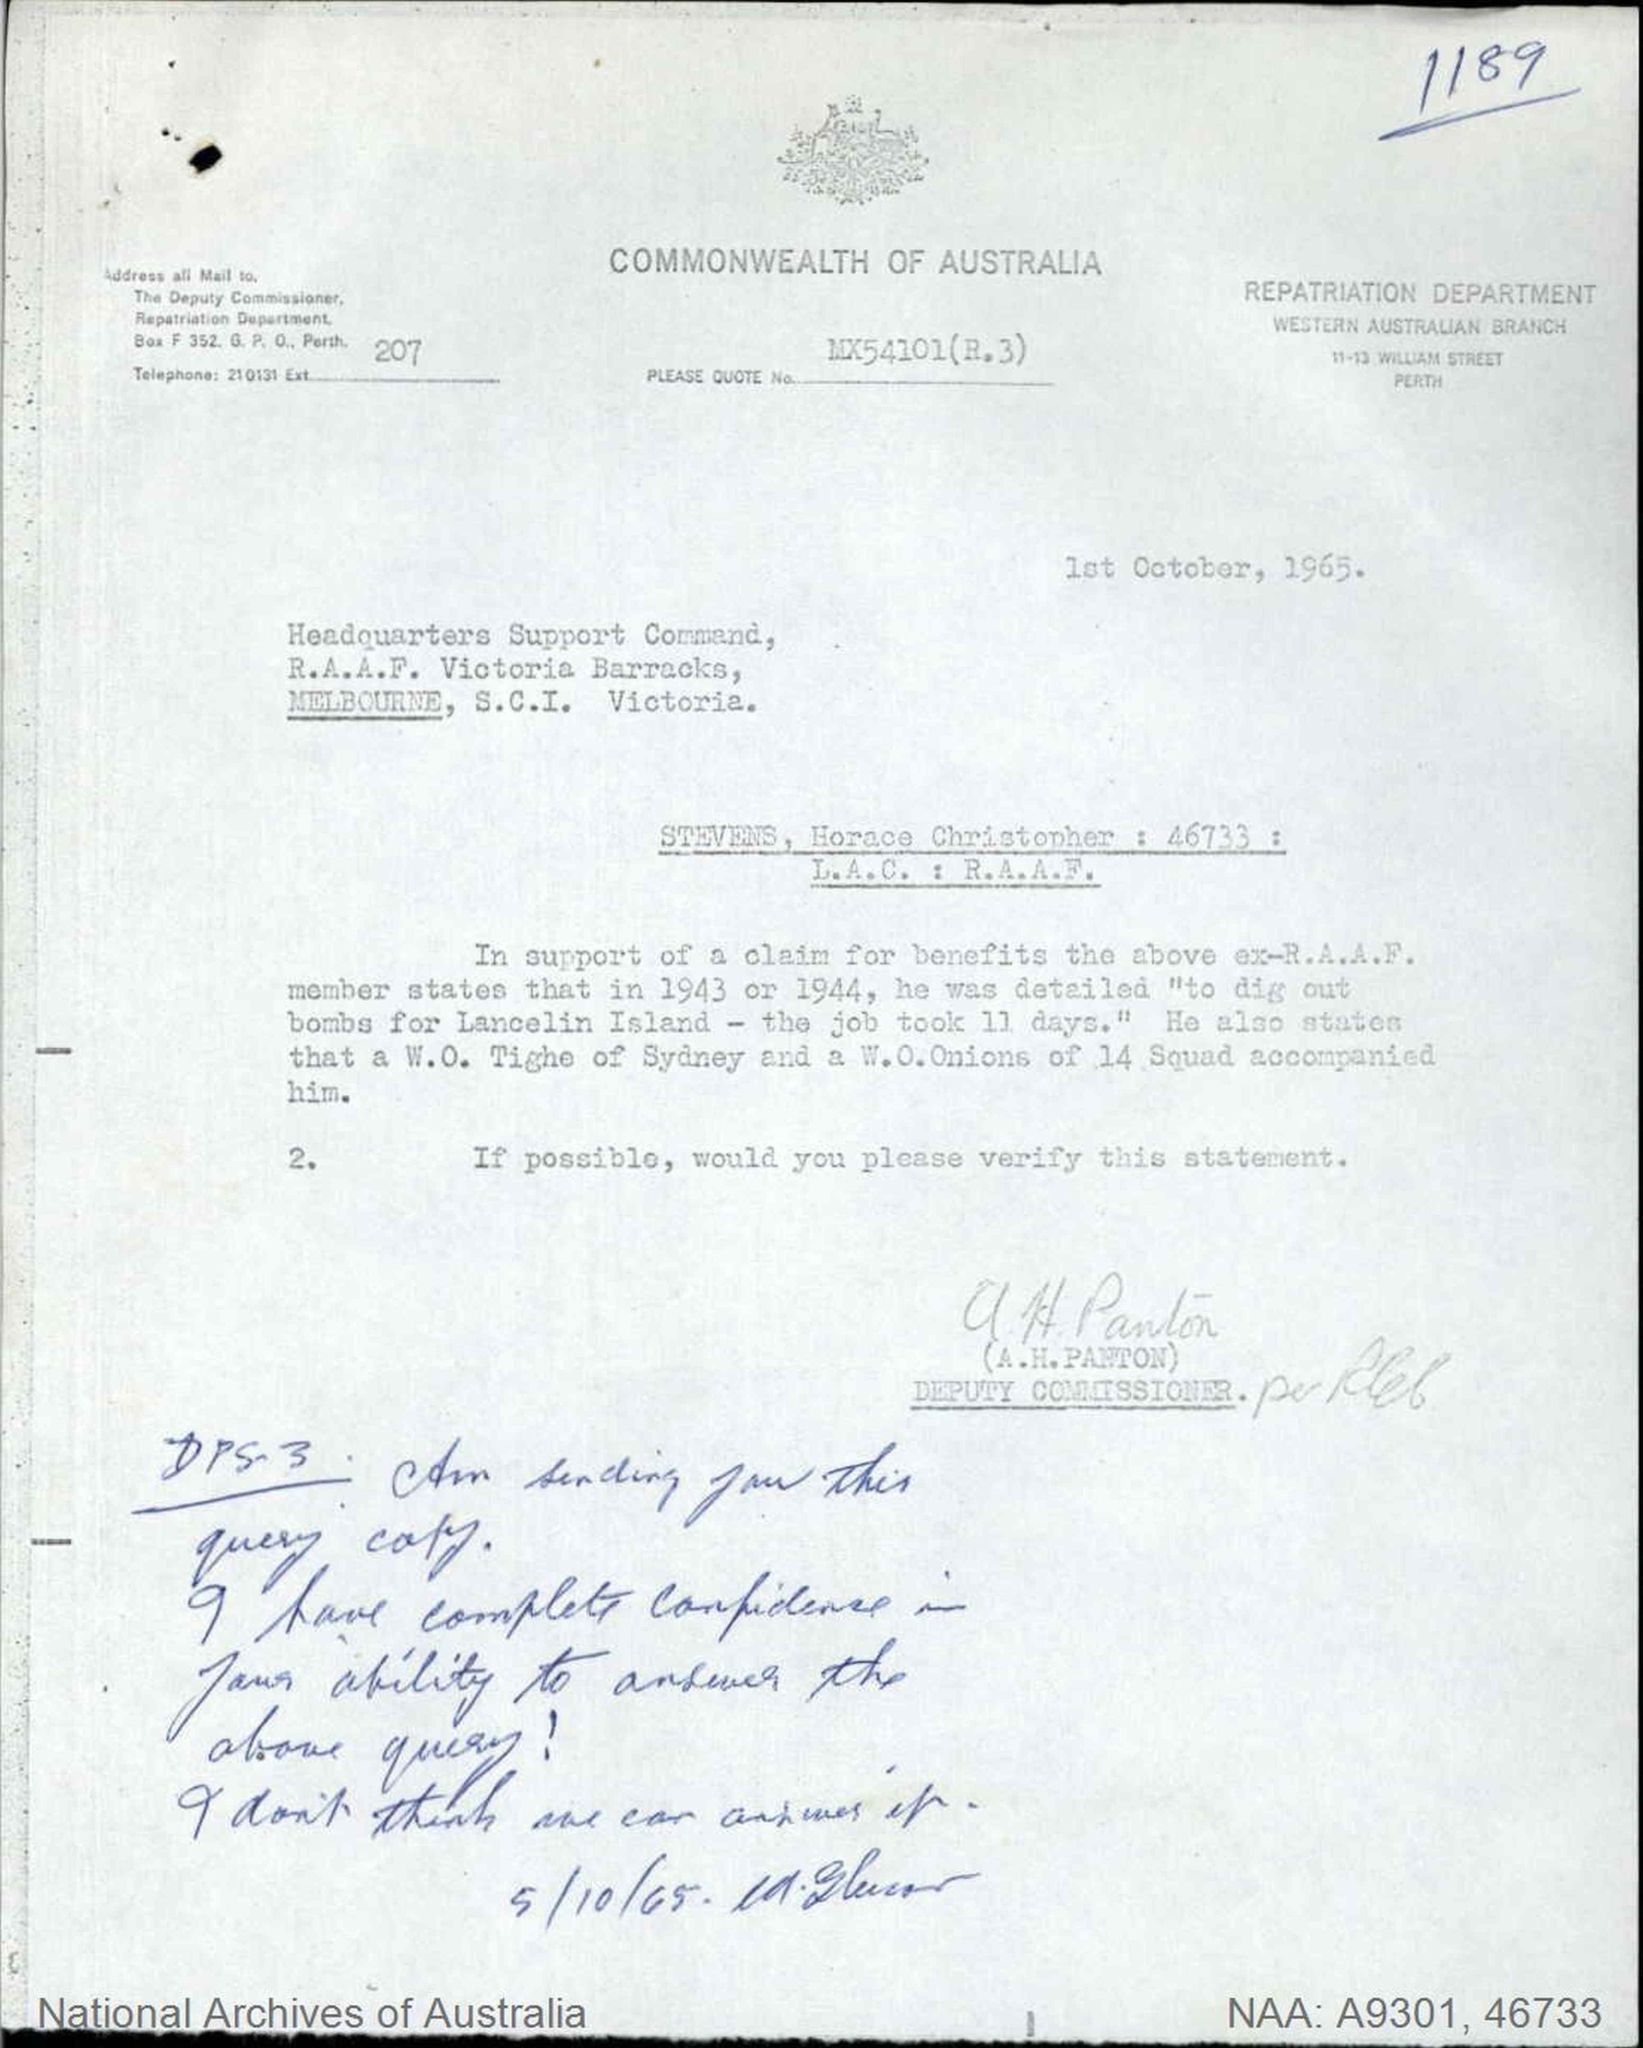 1189
COMMONWEALTH OF AUSTRALIA
Address all Mail to,
The Deputy Commissioner,
Repatriation Department,
Box F 352. G. P. O., Perth.
Telephone: 210131 Ext. 207
PLEASE QUOTE No. MX54101(R.3)
REPATRIATION DEPARTMENT
WESTERN AUSTRALIAN BRANCH
11-13 WILLIAM STREET
PERTH
1st October, 1965.
Headquarters Support Command,
R.A.A.F. Victoria Barracks,
MELBOURNE, S.C.I. Victoria.
STEVENS, Horace Christopher : 46733 :
L.A.C. : R.A.A.F.
In support of a claim for benefits the above ex-R.A.A.F.
member states that in 1943 or 1944, he was detailed "to dig out
bombs for Lancelin Island - the job took 11 days." He also states
that a W.O. Tighe of Sydney and a W.O.Onions of 14 Squad accompanied
him.
2. If possible, would you please verify this statement.
A.H. Panton
(A.H.PANTON)
DEPUTY COMMISSIONER. per
DPS-3. Am sending you this
query copy.
I have complete confidence in
your ability to answer the
above query!
I don't think we can answer it.
5/10/65.
National Archives of Australia
NAA: A9301, 46733